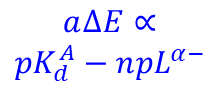 aΔE ∝
pK_d^A − npL^{α−}